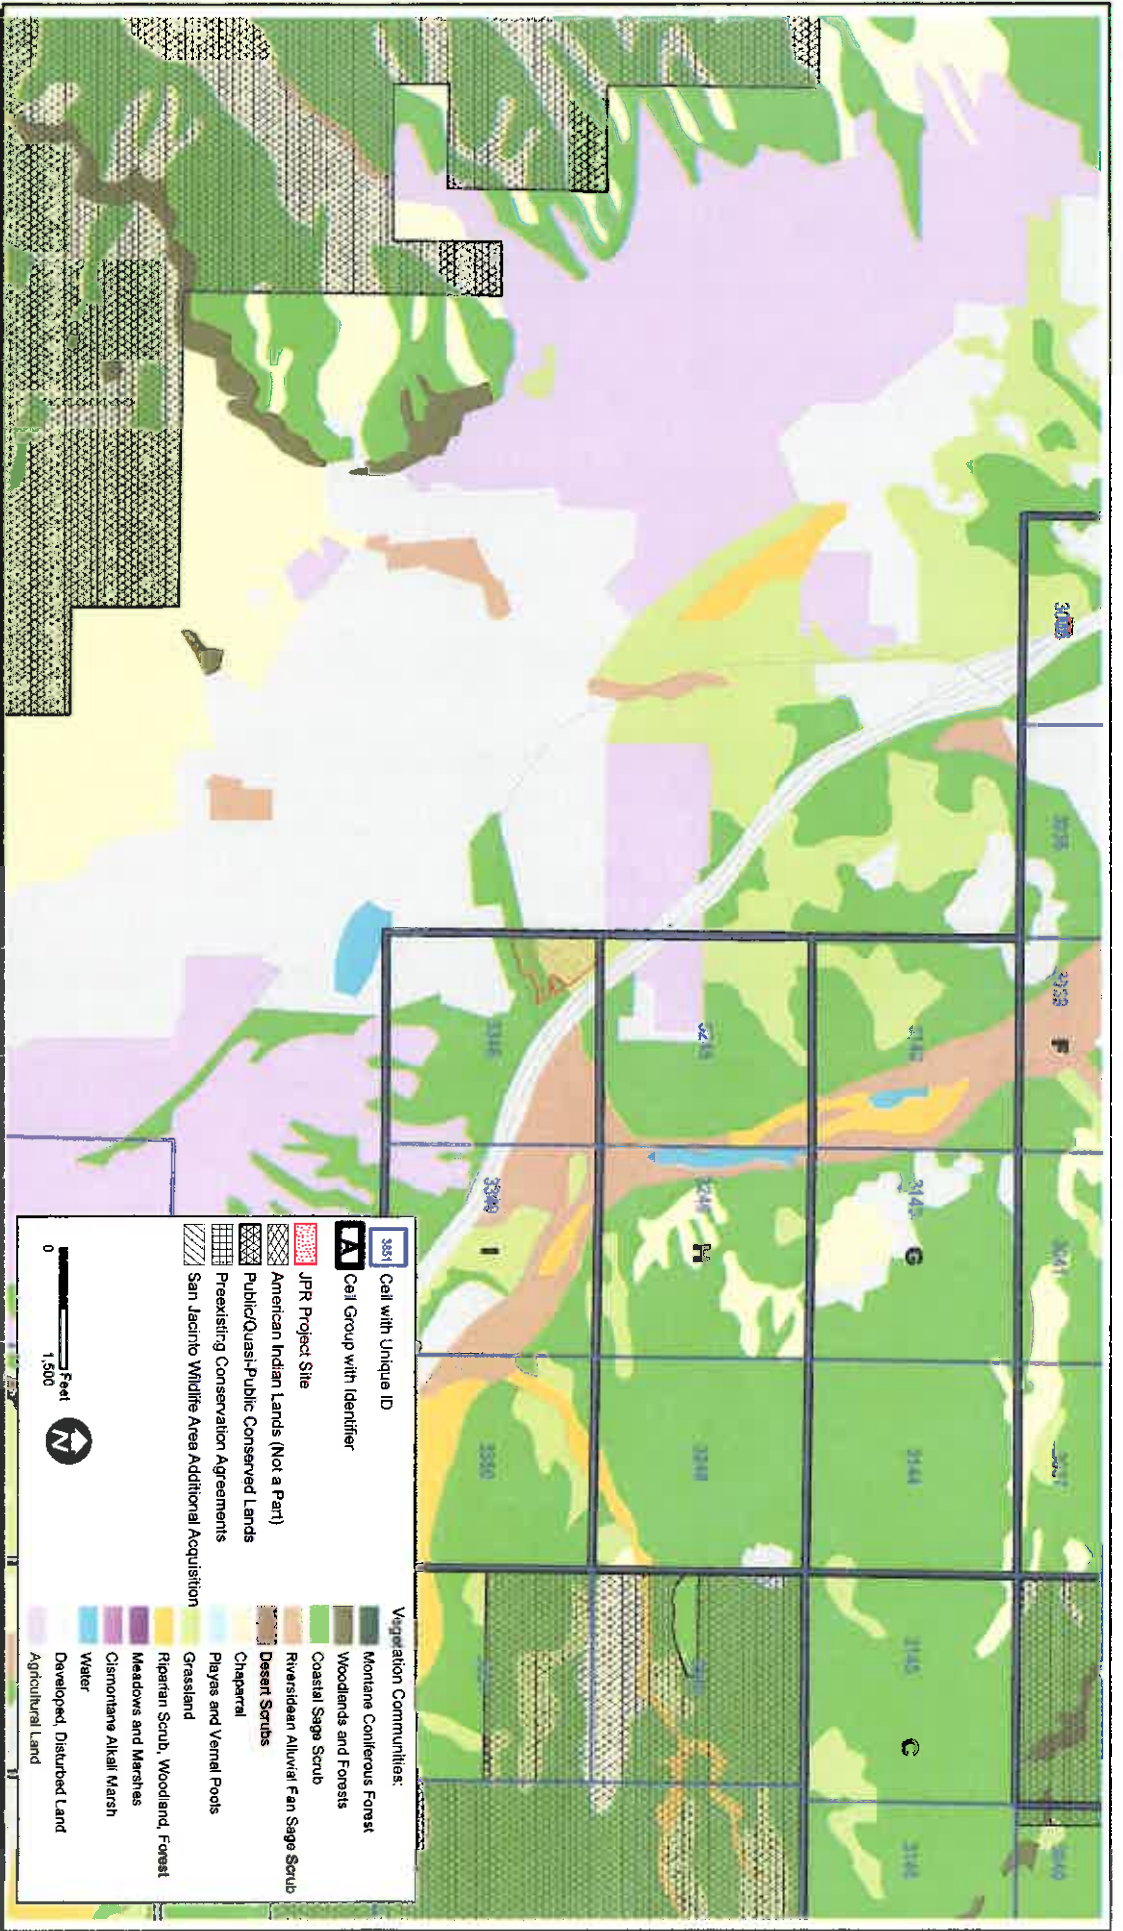 F
G
H
I
C
3143
3144
3145
3146
3248
3349
3350
3851 Cell with Unique ID
A Cell Group with Identifier
JPR Project Site
American Indian Lands (Not a Part)
Public/Quasi-Public Conserved Lands
Preexisting Conservation Agreements
San Jacinto Wildlife Area Additional Acquisition
0 1,500
Feet
N
Vegetation Communities:
Montane Coniferous Forest
Woodlands and Forests
Coastal Sage Scrub
Riversidean Alluvial Fan Sage Scrub
Desert Scrubs
Chaparral
Playas and Vernal Pools
Grassland
Riparian Scrub, Woodland, Forest
Meadows and Marshes
Cismontane Alkali Marsh
Water
Developed, Disturbed Land
Agricultural Land